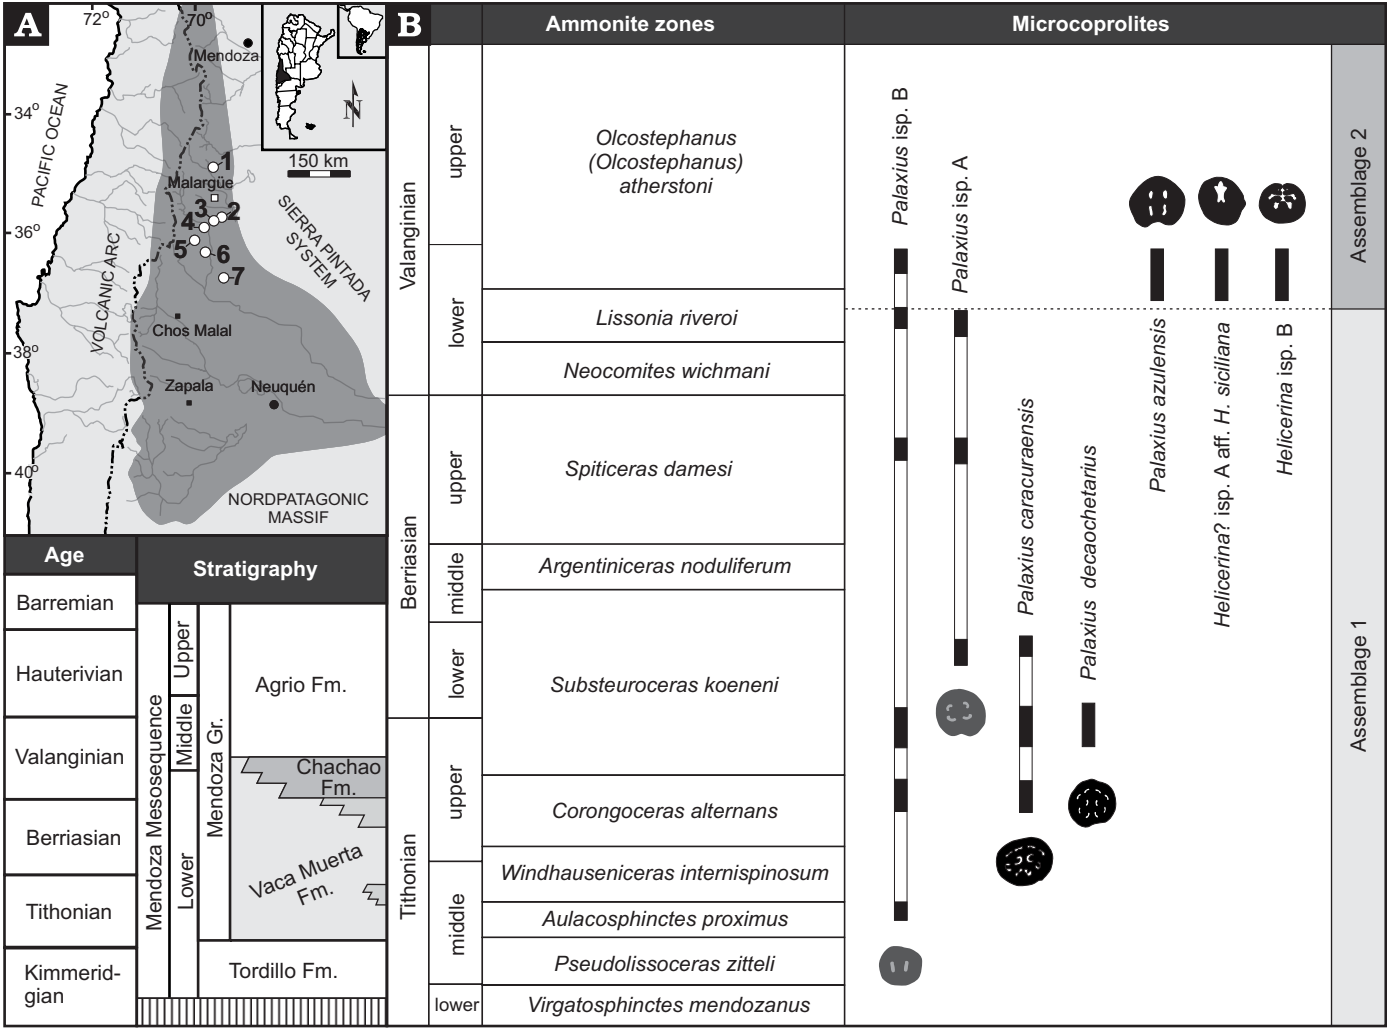 A
72°
70°
Mendoza
PACIFIC OCEAN
34°
N
150 km
1
Malargüe
3
2
4
5
6
7
36°
SIERRA PINTADA
SYSTEM
VOLCANIC ARC
Chos Malal
38°
Zapala
Neuquén
40°
NORDPATAGONIC
MASSIF
Age
Stratigraphy
Barremian
Hauterivian
Valanginian
Berriasian
Tithonian
Kimmerid-
gian
Mendoza Mesosequence
Upper
Middle
Lower
Mendoza Gr.
Agrio Fm.
Chachao
Fm.
Vaca Muerta
Fm.
Tordillo Fm.
B
Ammonite zones
Microcoprolites
Valanginian
upper
lower
Berriasian
upper
middle
lower
Tithonian
upper
middle
lower
Olcostephanus
(Olcostephanus)
atherstoni
Lissonia riveroi
Neocomites wichmani
Spiticeras damesi
Argentiniceras noduliferum
Substeuroceras koeneni
Corongoceras alternans
Windhauseniceras internispinosum
Aulacosphinctes proximus
Pseudolissoceras zitteli
Virgatosphinctes mendozanus
Palaxius isp. B
Palaxius isp. A
Palaxius caracuraensis
Palaxius decaochetarius
Palaxius azulensis
Helicerina? isp. A aff. H. siciliana
Helicerina isp. B
Assemblage 2
Assemblage 1